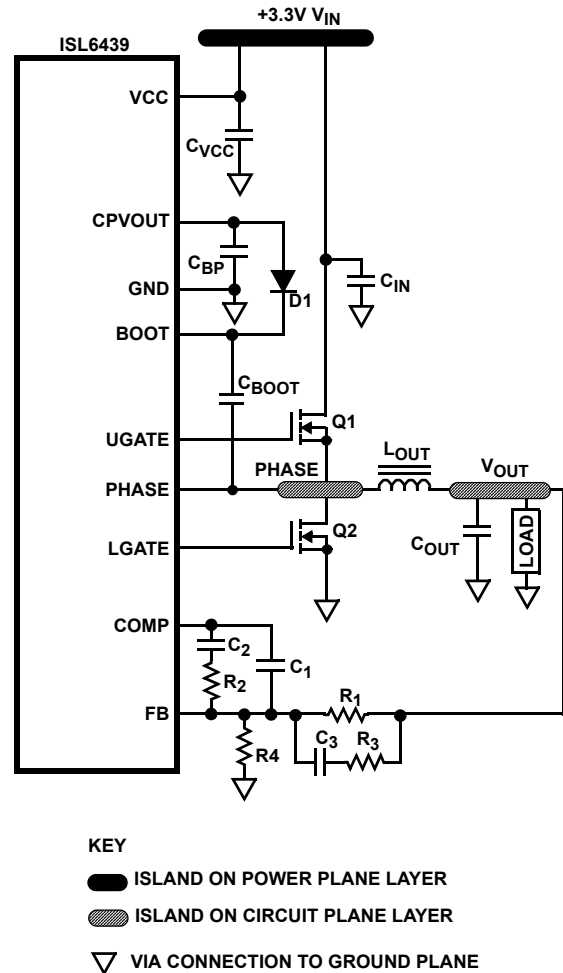 +3.3V VIN
ISL6439
VCC
CVCC
CPVOUT
CBP
GND
D1
CIN
BOOT
CBOOT
UGATE
Q1
PHASE
PHASE
LOUT
VOUT
LGATE
Q2
COUT
LOAD
COMP
C2
C1
R2
FB
R1
R4
C3
R3
KEY
ISLAND ON POWER PLANE LAYER
ISLAND ON CIRCUIT PLANE LAYER
VIA CONNECTION TO GROUND PLANE